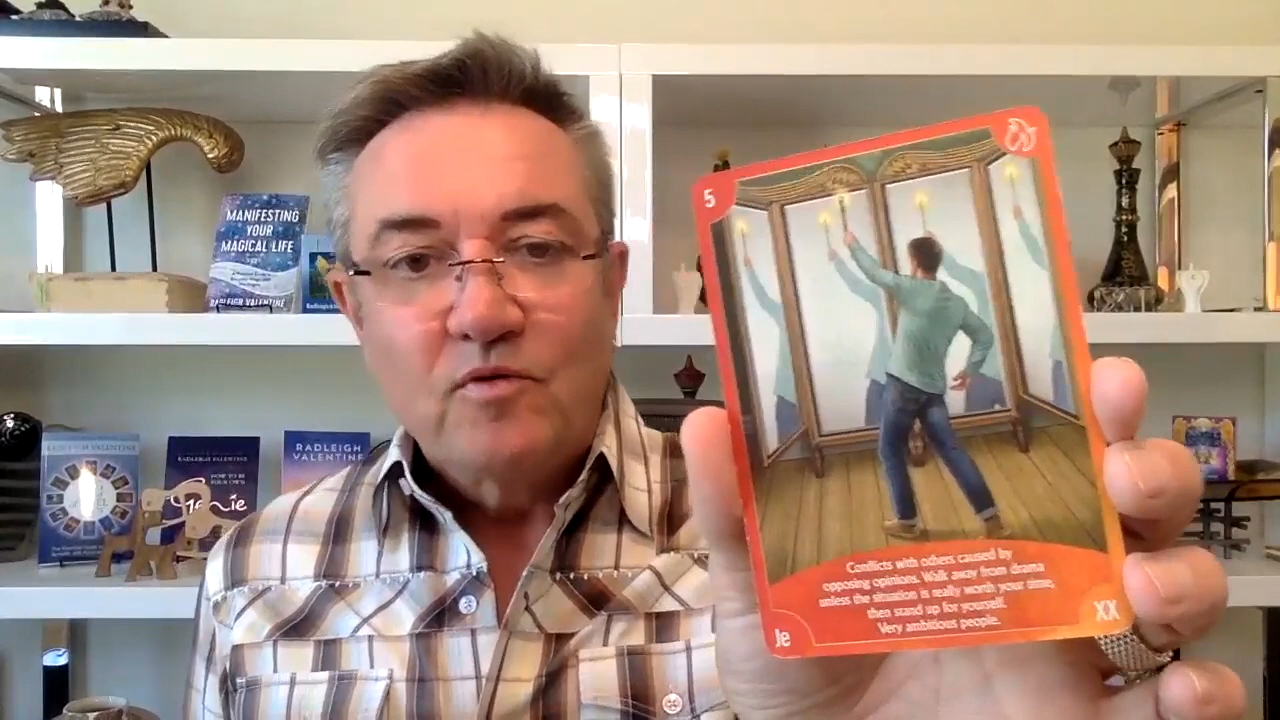 MANIFESTING
YOUR
MAGICAL LIFE
RADLEIGH VALENTINE
RADLEIGH VALENTINE
RADLEIGH
VALENTINE
HOW TO BE
YOUR OWN
Genie
5
Conflicts with others caused by
opposing opinions. Walk away from drama
unless the situation is really worth your time,
then stand up for yourself.
Very ambitious people.
Je
XX